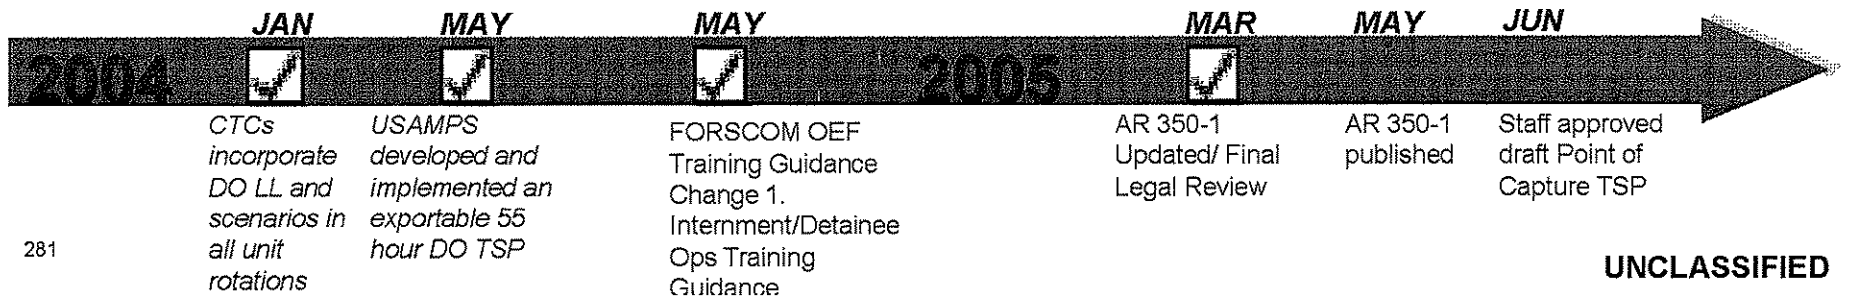 JAN MAY MAY MAR MAY JUN
2004 2005
CTCs
incorporate
DO LL and
scenarios in
all unit
rotations
USAMPS
developed and
implemented an
exportable 55
hour DO TSP
FORSCOM OEF
Training Guidance
Change 1.
Internment/Detainee
Ops Training
Guidance
AR 350-1
Updated/ Final
Legal Review
AR 350-1
published
Staff approved
draft Point of
Capture TSP
281
UNCLASSIFIED